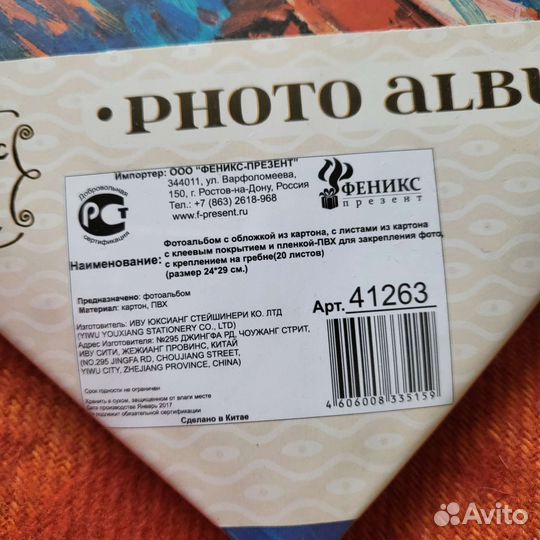 •PHOTO ALBU
Импортер: ООО "ФЕНИКС-ПРЕЗЕНТ"
344011, ул. Варфоломеева,
150, г. Ростов-на-Дону, Россия
Тел.: +7 (863) 2618-968
www.f-present.ru
Добровольная
РСТ
сертификация
ФЕНИКС
презент
Наименование:
Фотоальбом с обложкой из картона, с листами из картона
с клеевым покрытием и пленкой-ПВХ для закрепления фото,
с креплением на гребне(20 листов)
(размер 24*29 см.)
Предназначено: фотоальбом
Материал: картон, ПВХ
Арт. 41263
Изготовитель: ИВУ ЮКСИАНГ СТЕЙШИНЕРИ КО. ЛТД
(YIWU YOUXIANG STATIONERY CO., LTD)
Адрес Изготовителя: №295 ДЖИНГФА РД, ЧОУЖАНГ СТРИТ,
ИВУ СИТИ, ЖЕЖИАНГ ПРОВИНС, КИТАЙ
(NO.295 JINGFA RD, CHOUJIANG STREET,
YIWU CITY, ZHEJIANG PROVINCE, CHINA)
Срок годности не ограничен
Хранить в сухом, защищенном от влаги месте
Дата производства Январь 2017
Не подлежит обязательной сертификации
Сделано в Китае
4 606008 335159
Avito